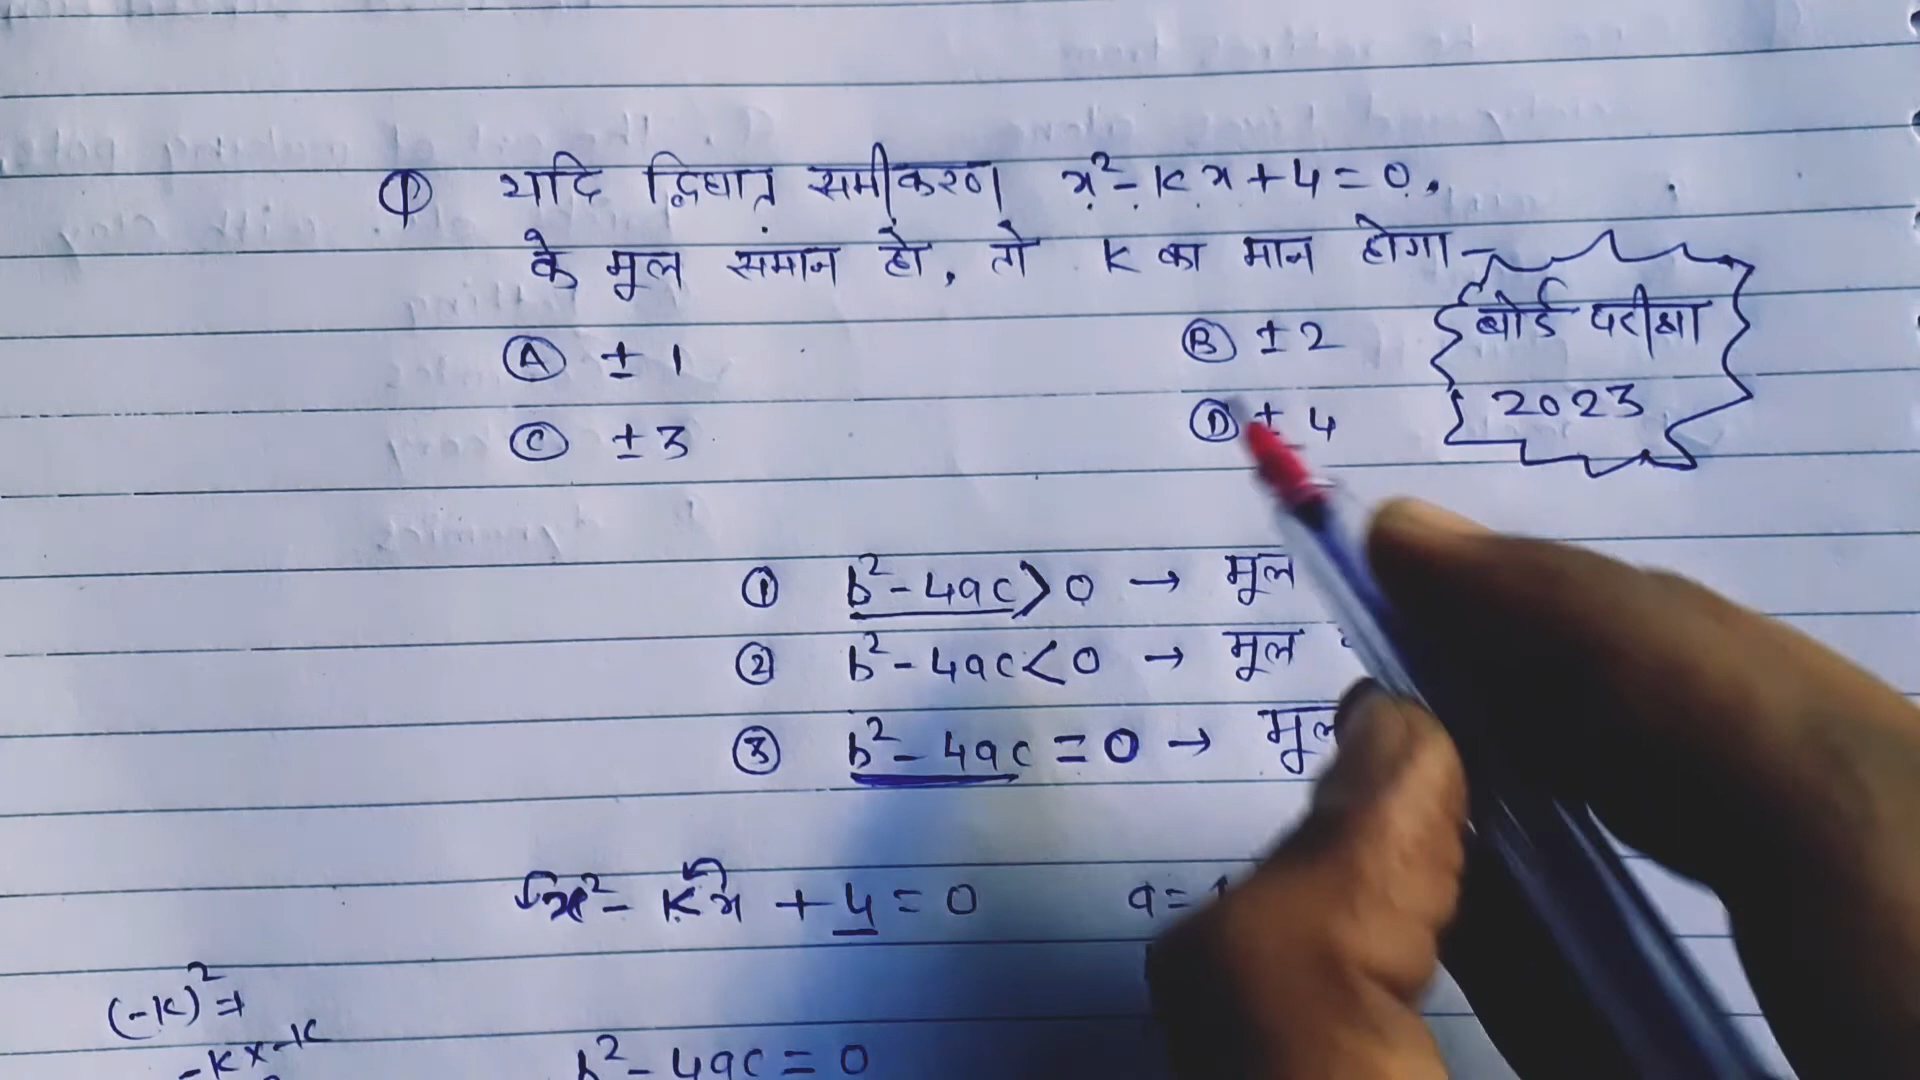 ① यदि द्विघात समीकरण x²-kx+4=0.
के मूल समान हो, तो k का मान होगा-
Ⓐ ±1 Ⓑ ±2
Ⓒ ±3 Ⓓ ±4
बोर्ड परीक्षा
2023
① b²-4ac>0 → मूल
② b²-4ac<0 → मूल
③ b²-4ac=0 → मूल
x²-kx+4=0 a=1
(-k)²=
-k×-k
b²-4ac=0